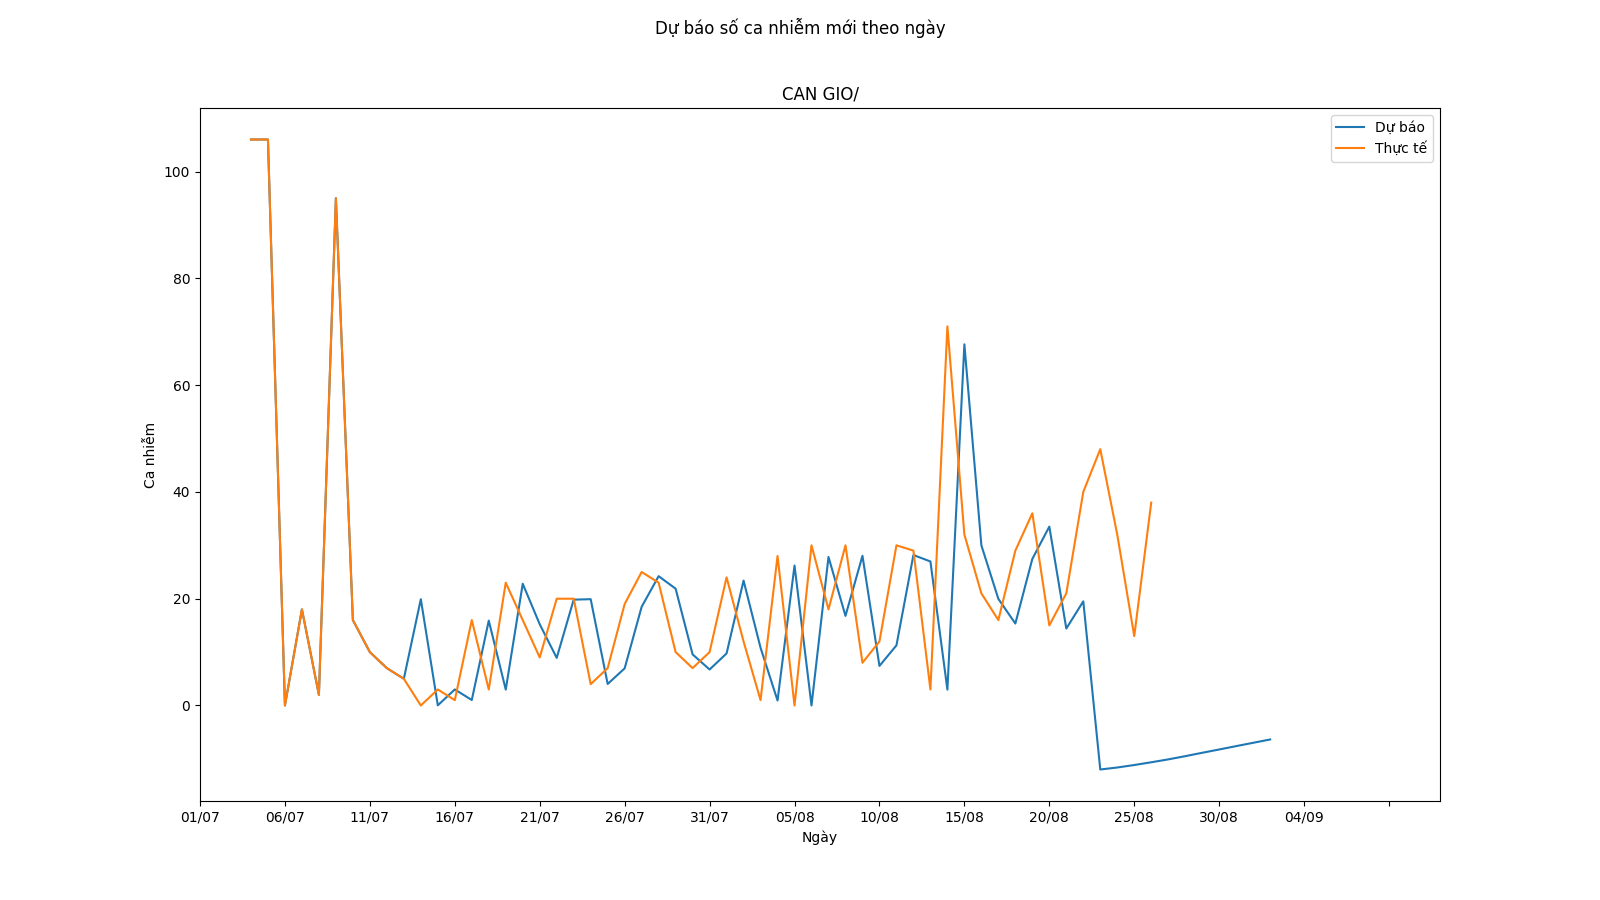 Dự báo số ca nhiễm mới theo ngày
CAN GIO/
Dự báo
Thực tế
100
80
60
40
20
0
Ca nhiễm
01/07 06/07 11/07 16/07 21/07 26/07 31/07 05/08 10/08 15/08 20/08 25/08 30/08 04/09
Ngày